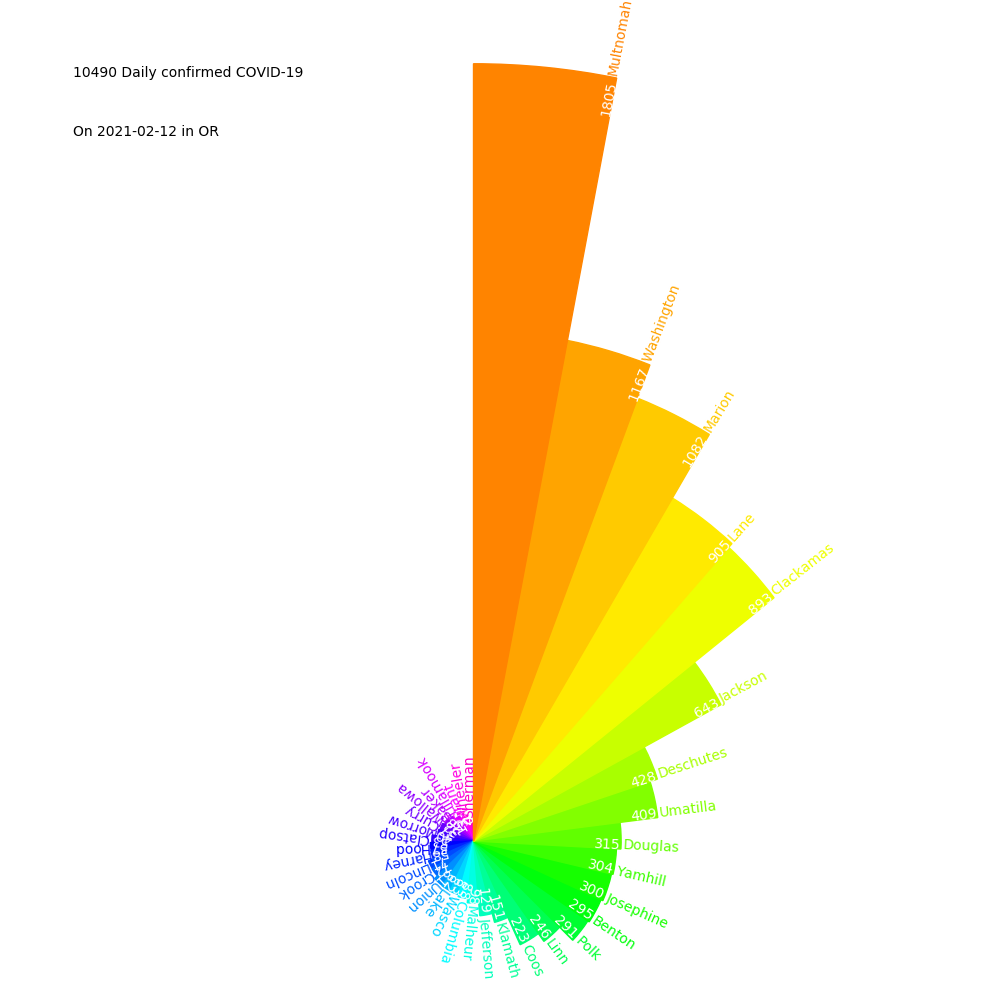 10490 Daily confirmed COVID-19
On 2021-02-12 in OR
1805 Multnomah
1167 Washington
1082 Marion
905 Lane
893 Clackamas
643 Jackson
428 Deschutes
409 Umatilla
315 Douglas
304 Yamhill
300 Josephine
295 Benton
291 Polk
246 Linn
223 Coos
151 Klamath
129 Jefferson
Malheur
Columbia
Wasco
Lake
Union
Crook
Lincoln
Harney
Hood
Clatsop
Morrow
Curry
Wallowa
Sherman